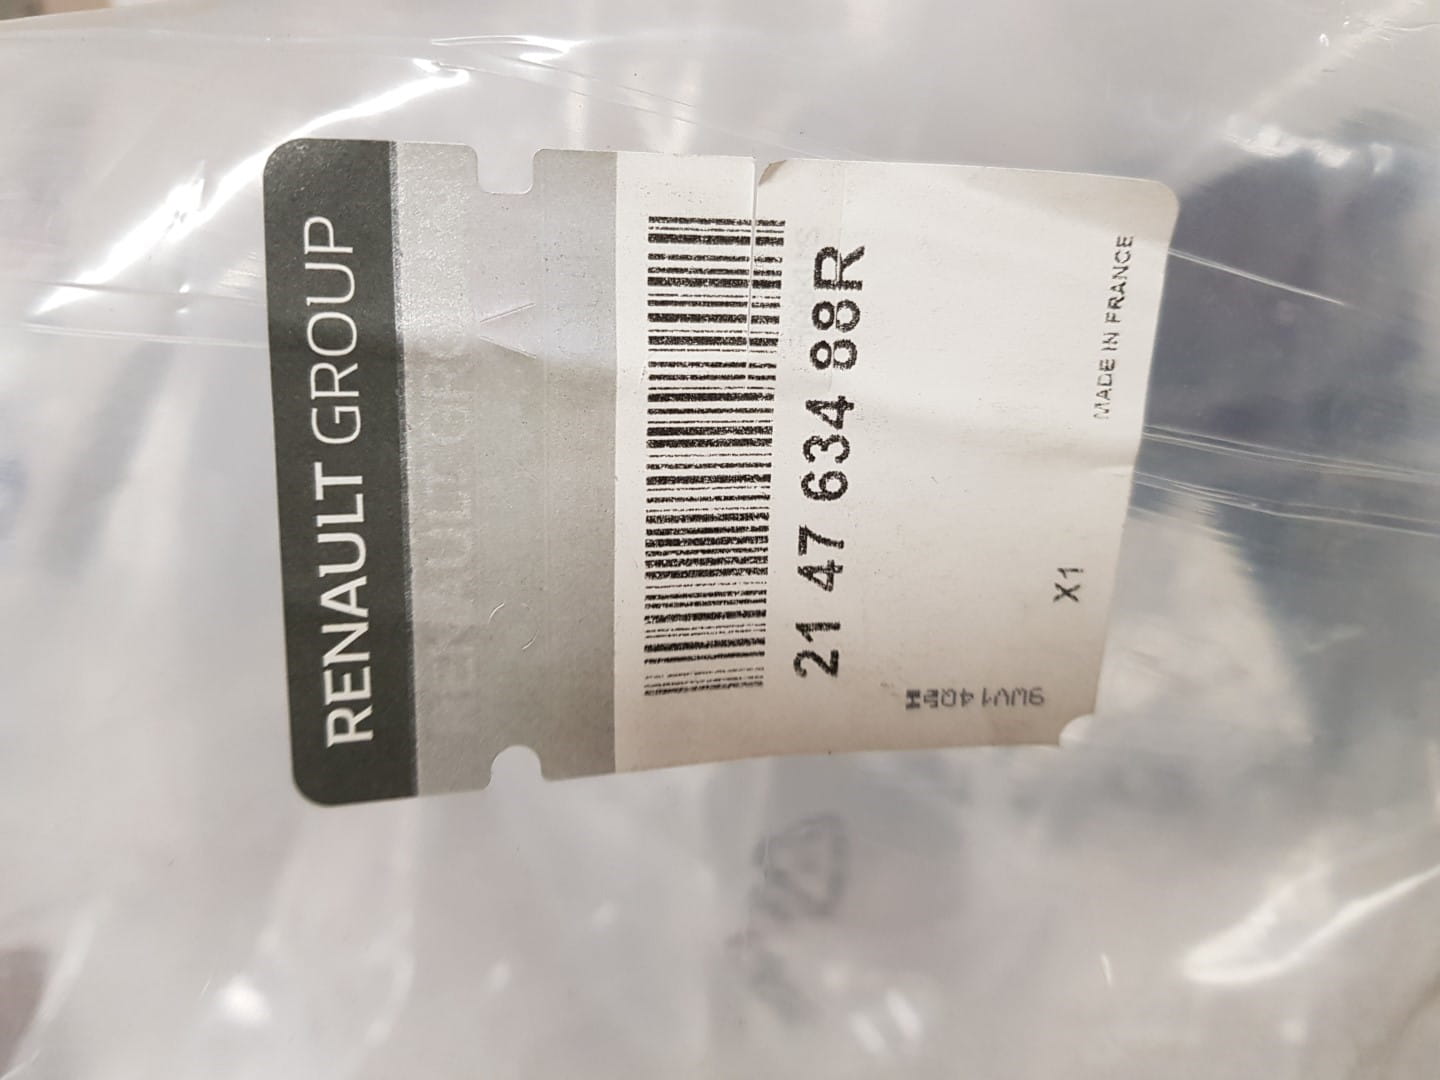 RENAULT GROUP
21 47 634 88R
MADE IN FRANCE
X1